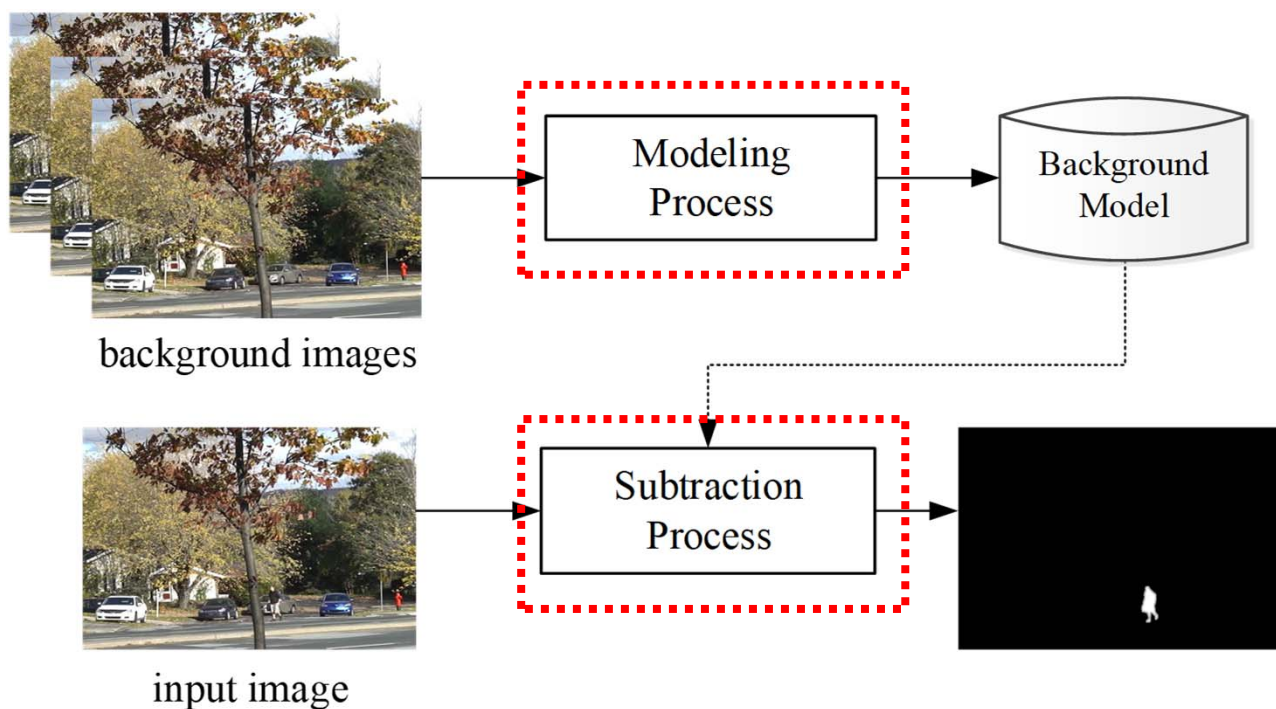 Modeling
Process
Background
Model
background images
Subtraction
Process
input image